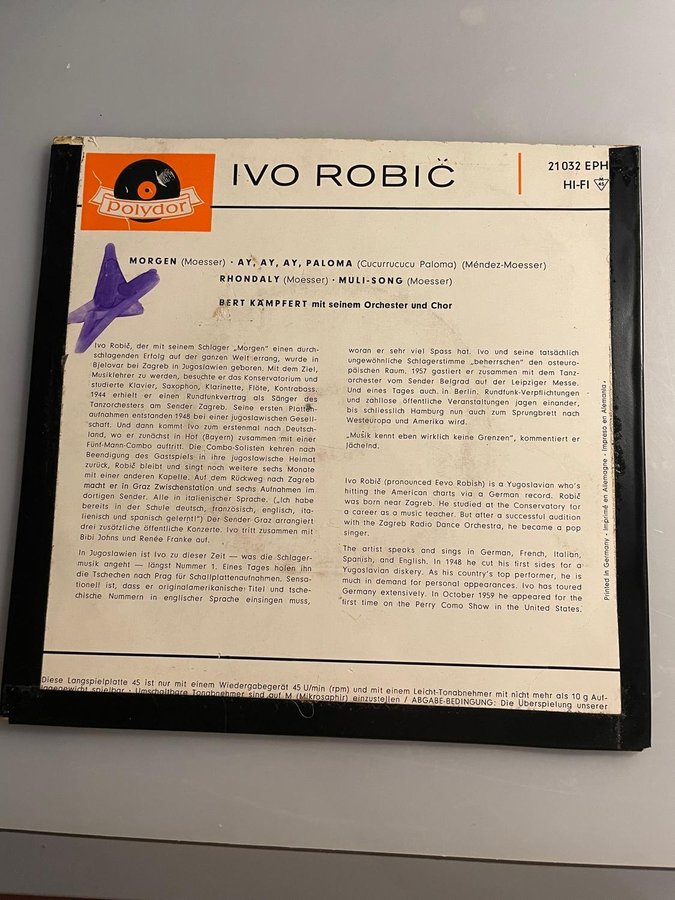 polydor
IVO ROBIČ
21 032 EPH
HI-FI M 45
MORGEN (Moesser) · AY, AY, AY, PALOMA (Cucurrucucu Paloma) (Méndez-Moesser)
RHONDALY (Moesser) · MULI-SONG (Moesser)
BERT KÄMPFERT mit seinem Orchester und Chor
Ivo Robič, der mit seinem Schlager „Morgen" einen durch-
schlagenden Erfolg auf der ganzen Welt errang, wurde in
Bjelovar bei Zagreb in Jugoslawien geboren. Mit dem Ziel,
Musiklehrer zu werden, besuchte er das Konservatorium und
studierte Klavier, Saxophon, Klarinette, Flöte, Kontrabass.
1944 erhielt er einen Rundfunkvertrag als Sänger des
Tanzorchesters am Sender Zagreb. Seine ersten Platten-
aufnahmen entstanden 1948 bei einer jugoslawischen Gesell-
schaft. Und dann kommt Ivo zum erstenmal nach Deutsch-
land, wo er zunächst in Hof (Bayern) zusammen mit einer
Fünf-Mann-Combo auftritt. Die Combo-Solisten kehren nach
Beendigung des Gastspiels in ihre jugoslawische Heimat
zurück, Robič bleibt und singt noch weitere sechs Monate
mit einer anderen Kapelle. Auf dem Rückweg nach Zagreb
macht er in Graz Zwischenstation und sechs Aufnahmen im
dortigen Sender. Alle in italienischer Sprache. („Ich habe
bereits in der Schule deutsch, französisch, englisch, ita-
lienisch und spanisch gelernt!") Der Sender Graz arrangiert
drei zusätzliche öffentliche Konzerte. Ivo tritt zusammen mit
Bibi Johns und Renée Franke auf.
In Jugoslawien ist Ivo zu dieser Zeit — was die Schlager-
musik angeht — längst Nummer 1. Eines Tages holen ihn
die Tschechen nach Prag für Schallplattenaufnahmen. Sensa-
tionell ist, dass er originalamerikanische Titel und tsche-
chische Nummern in englischer Sprache einsingen muss,
woran er sehr viel Spass hat. Ivo und seine tatsächlich
ungewöhnliche Schlagerstimme „beherrschen" den osteuro-
päischen Raum. 1957 gastiert er zusammen mit dem Tanz-
orchester vom Sender Belgrad auf der Leipziger Messe.
Und eines Tages auch in Berlin. Rundfunk-Verpflichtungen
und zahllose öffentliche Veranstaltungen jagen einander,
bis schliesslich Hamburg nun auch zum Sprungbrett nach
Westeuropa und Amerika wird.
„Musik kennt eben wirklich keine Grenzen", kommentiert er
lächelnd.
Ivo Robič (pronounced Eevo Robish) is a Yugoslavian who's
hitting the American charts via a German record. Robič
was born near Zagreb. He studied at the Conservatory for
a career as a music teacher. But after a successful audition
with the Zagreb Radio Dance Orchestra, he became a pop
singer.
The artist speaks and sings in German, French, Italian,
Spanish, and English. In 1948 he cut his first sides for a
Yugoslavian diskery. As his country's top performer, he is
much in demand for personal appearances. Ivo has toured
Germany extensively. In October 1959 he appeared for the
first time on the Perry Como Show in the United States.
Printed in Germany · Imprimé en Allemagne · Impreso en Alemania
Diese Langspielplatte 45 ist nur mit einem Wiedergabegerät 45 U/min (rpm) und mit einem Leicht-Tonabnehmer mit nicht mehr als 10 g Auf-
lagegewicht spielbar · Umschaltbare Tonabnehmer sind auf M (Mikrosaphir) einzustellen / ABGABE-BEDINGUNG: Die Überspielung unserer